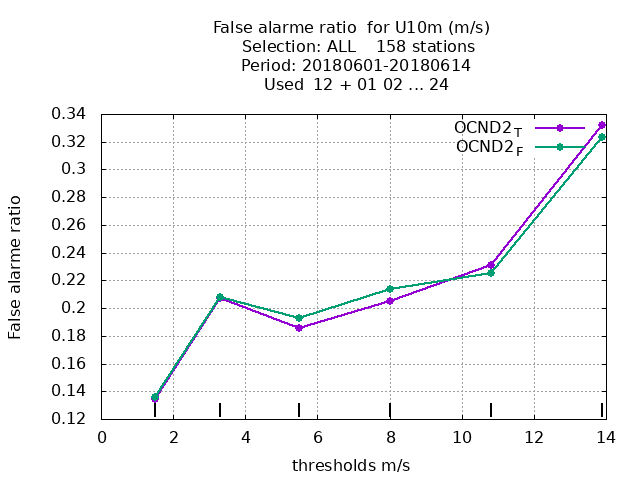 False alarme ratio  for U10m (m/s)
Selection: ALL    158 stations
Period: 20180601-20180614
Used  12 + 01 02 ... 24
OCND2T
OCND2F
False alarme ratio
0.34
0.32
0.3
0.28
0.26
0.24
0.22
0.2
0.18
0.16
0.14
0.12
0 2 4 6 8 10 12 14
thresholds m/s